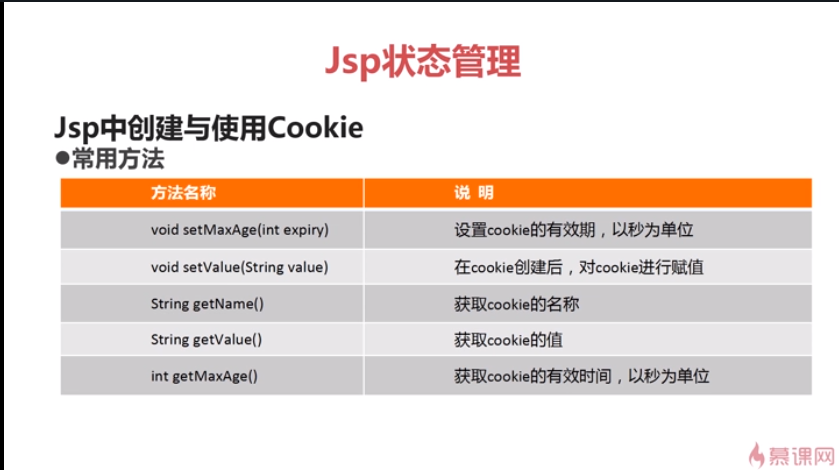 Jsp状态管理
Jsp中创建与使用Cookie
●常用方法
方法名称 说 明
void setMaxAge(int expiry) 设置cookie的有效期，以秒为单位
void setValue(String value) 在cookie创建后，对cookie进行赋值
String getName() 获取cookie的名称
String getValue() 获取cookie的值
int getMaxAge() 获取cookie的有效时间，以秒为单位
慕课网